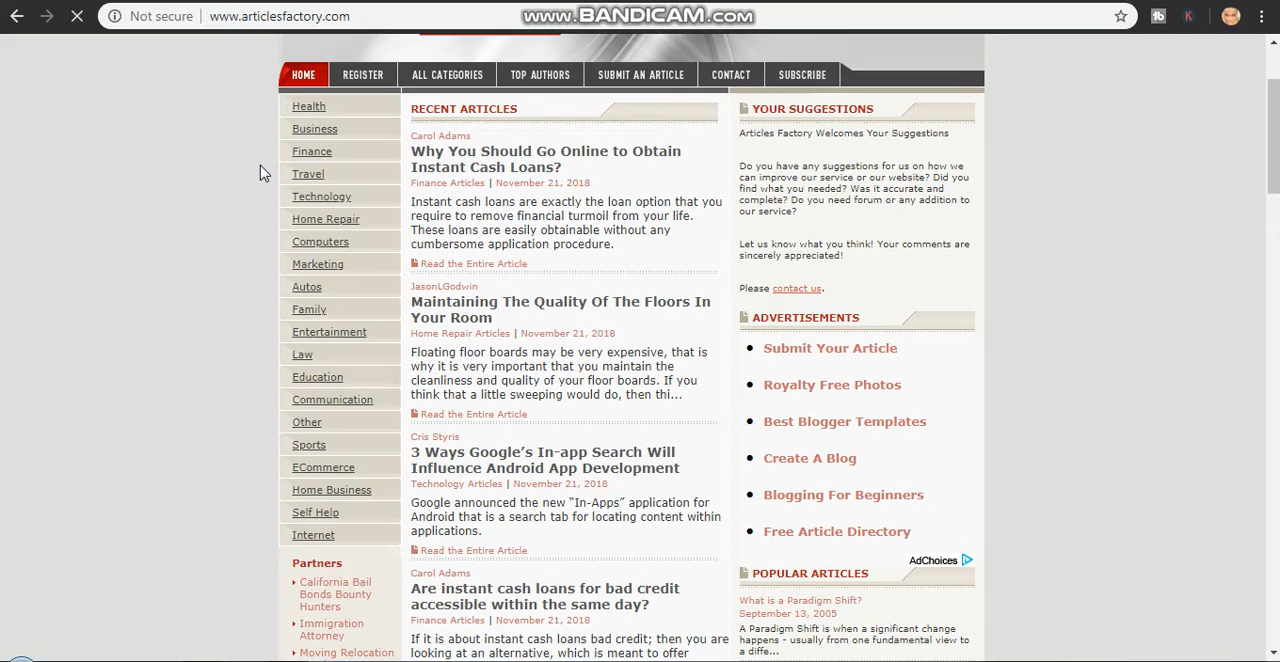 Not secure
www.articlesfactory.com
www.BANDICAM.com
HOME
REGISTER
ALL CATEGORIES
TOP AUTHORS
SUBMIT AN ARTICLE
CONTACT
SUBSCRIBE
Health
Business
Finance
Travel
Technology
Home Repair
Computers
Marketing
Autos
Family
Entertainment
Law
Education
Communication
Other
Sports
ECommerce
Home Business
Self Help
Internet
Partners
California Bail
Bonds Bounty
Hunters
Immigration
Attorney
Moving Relocation
RECENT ARTICLES
Carol Adams
Why You Should Go Online to Obtain
Instant Cash Loans?
Finance Articles | November 21, 2018
Instant cash loans are exactly the loan option that you
require to remove financial turmoil from your life.
These loans are easily obtainable without any
cumbersome application procedure.
Read the Entire Article
JasonLGodwin
Maintaining The Quality Of The Floors In
Your Room
Home Repair Articles | November 21, 2018
Floating floor boards may be very expensive, that is
why it is very important that you maintain the
cleanliness and quality of your floor boards. If you
think that a little sweeping would do, then thi...
Read the Entire Article
Cris Styris
3 Ways Google’s In-app Search Will
Influence Android App Development
Technology Articles | November 21, 2018
Google announced the new “In-Apps” application for
Android that is a search tab for locating content within
applications.
Read the Entire Article
Carol Adams
Are instant cash loans for bad credit
accessible within the same day?
Finance Articles | November 21, 2018
If it is about instant cash loans bad credit; then you are
looking at an alternative, which is meant to offer
YOUR SUGGESTIONS
Articles Factory Welcomes Your Suggestions
Do you have any suggestions for us on how we
can improve our service or our website? Did you
find what you needed? Was it accurate and
complete? Do you need forum or any addition to
our service?
Let us know what you think! Your comments are
sincerely appreciated!
Please contact us.
ADVERTISEMENTS
Submit Your Article
Royalty Free Photos
Best Blogger Templates
Create A Blog
Blogging For Beginners
Free Article Directory
AdChoices
POPULAR ARTICLES
What is a Paradigm Shift?
September 13, 2005
A Paradigm Shift is when a significant change
happens - usually from one fundamental view to
a diffe...